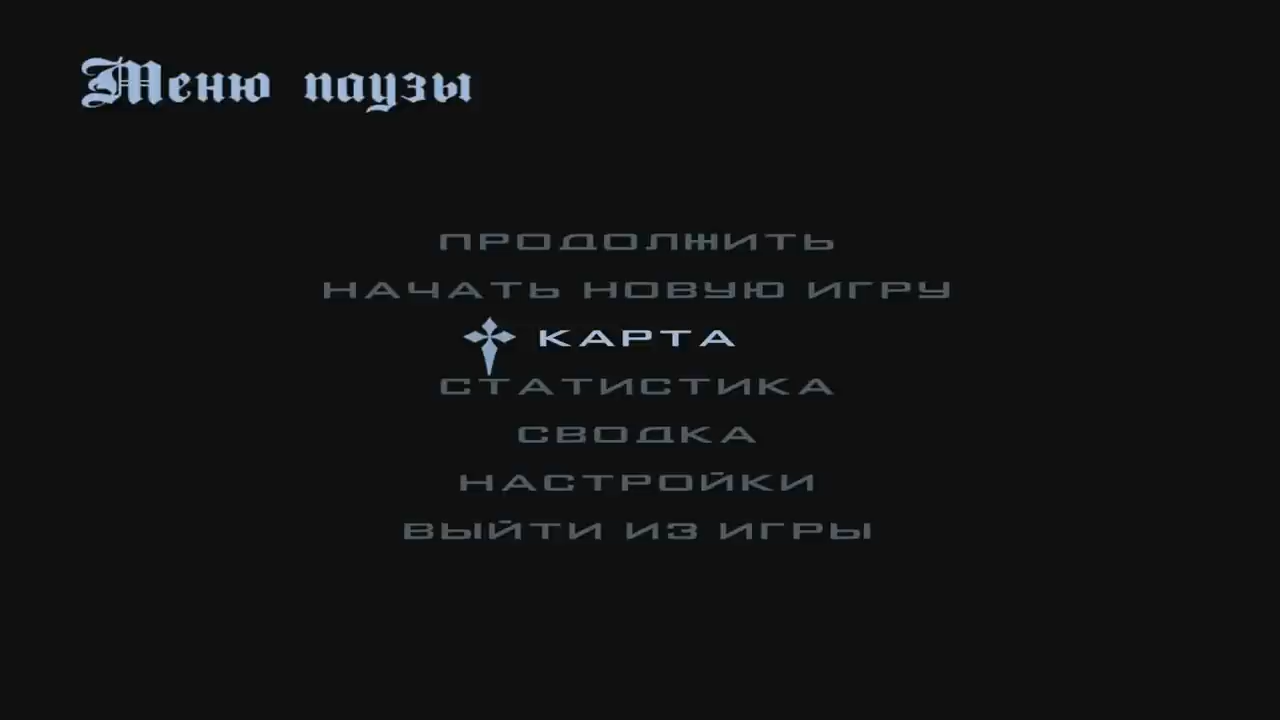 Меню паузы
ПРОДОЛЖИТЬ
НАЧАТЬ НОВУЮ ИГРУ
КАРТА
СТАТИСТИКА
СВОДКА
НАСТРОЙКИ
ВЫЙТИ ИЗ ИГРЫ